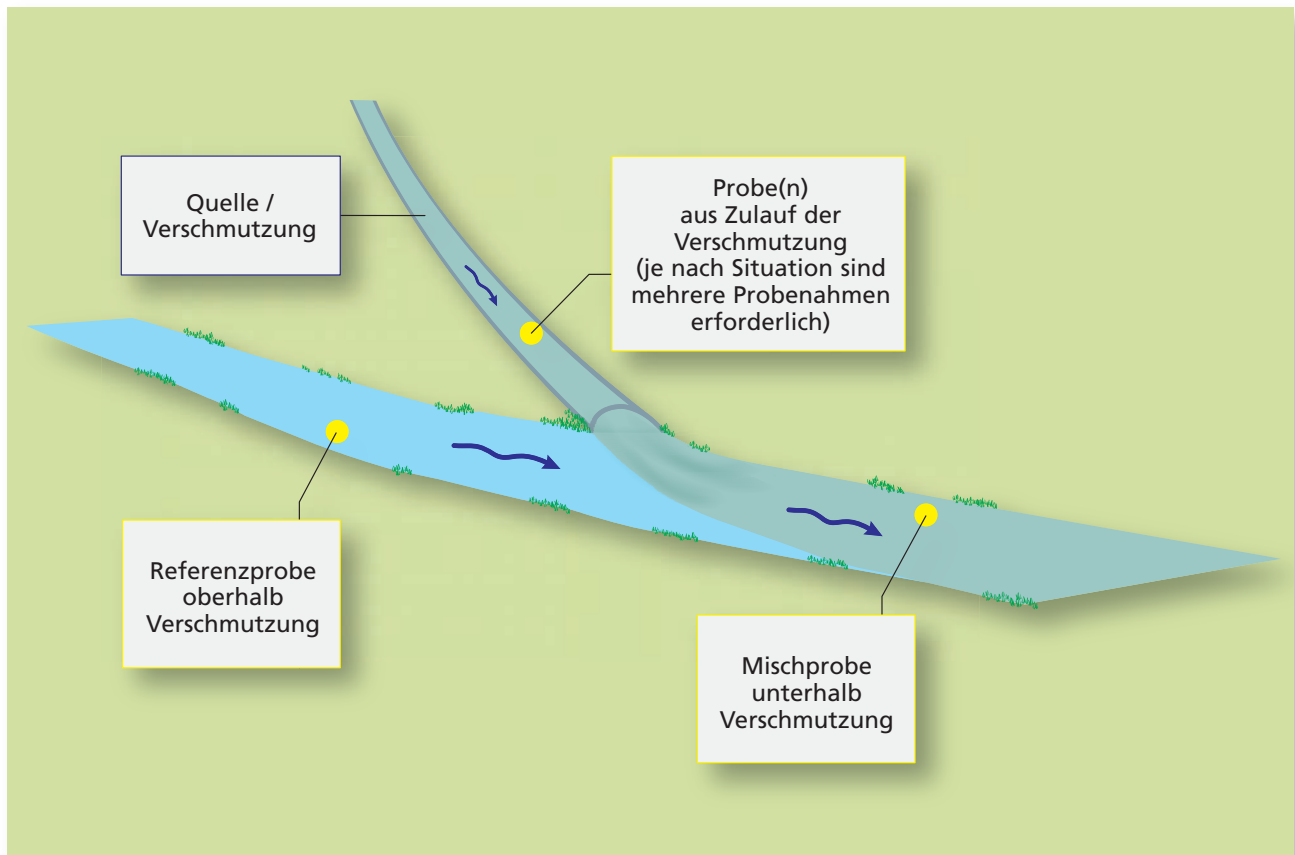 Quelle /
Verschmutzung
Probe(n)
aus Zulauf der
Verschmutzung
(je nach Situation sind
mehrere Probenahmen
erforderlich)
Referenzprobe
oberhalb
Verschmutzung
Mischprobe
unterhalb
Verschmutzung